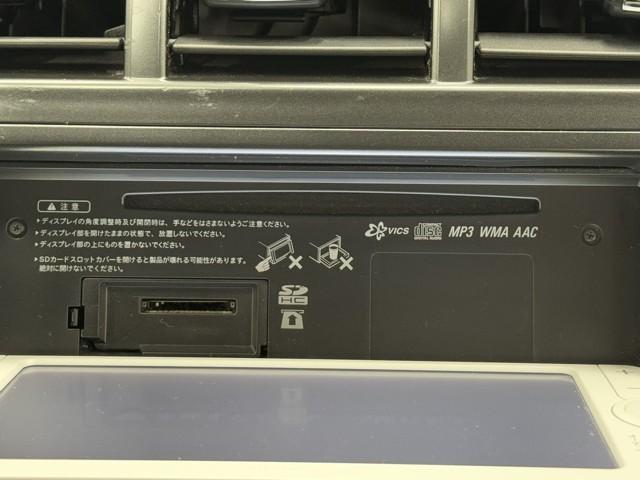 ⚠ 注意
▸ディスプレイの角度調整時及び開閉時は、手などをはさまないようご注意ください。
▸ディスプレイ部を開けたままの状態で、放置しないでください。
▸ディスプレイ部の上にものを置かないでください。
▸SDカードスロットカバーを開けると製品が壊れる可能性があります。
絶対に開けないでください。
VICS disc DIGITAL AUDIO MP3 WMA AAC
SD
HC